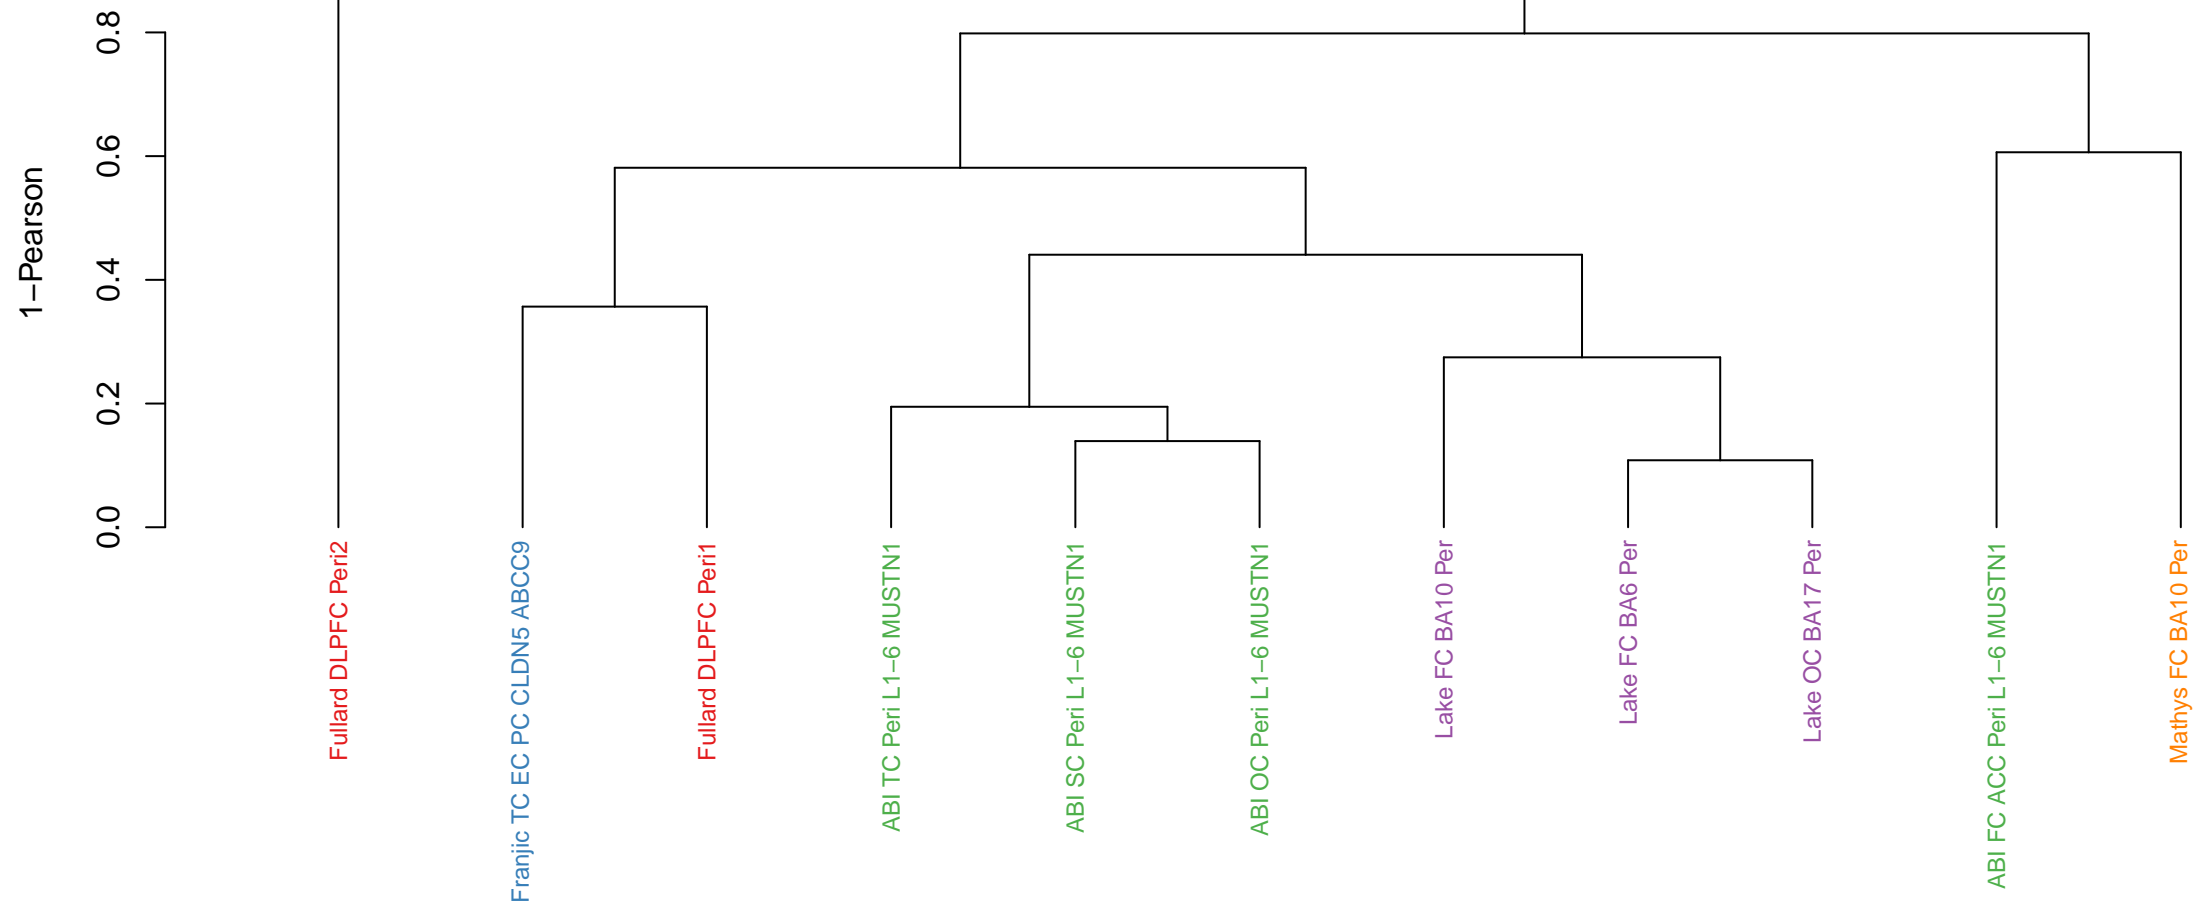 1−Pearson
0.8
0.6
0.4
0.2
0.0
Fullard DLPFC Peri2
Franjic TC EC PC CLDN5 ABCC9
Fullard DLPFC Peri1
ABI TC Peri L1−6 MUSTN1
ABI SC Peri L1−6 MUSTN1
ABI OC Peri L1−6 MUSTN1
Lake FC BA10 Per
Lake FC BA6 Per
Lake OC BA17 Per
ABI FC ACC Peri L1−6 MUSTN1
Mathys FC BA10 Per